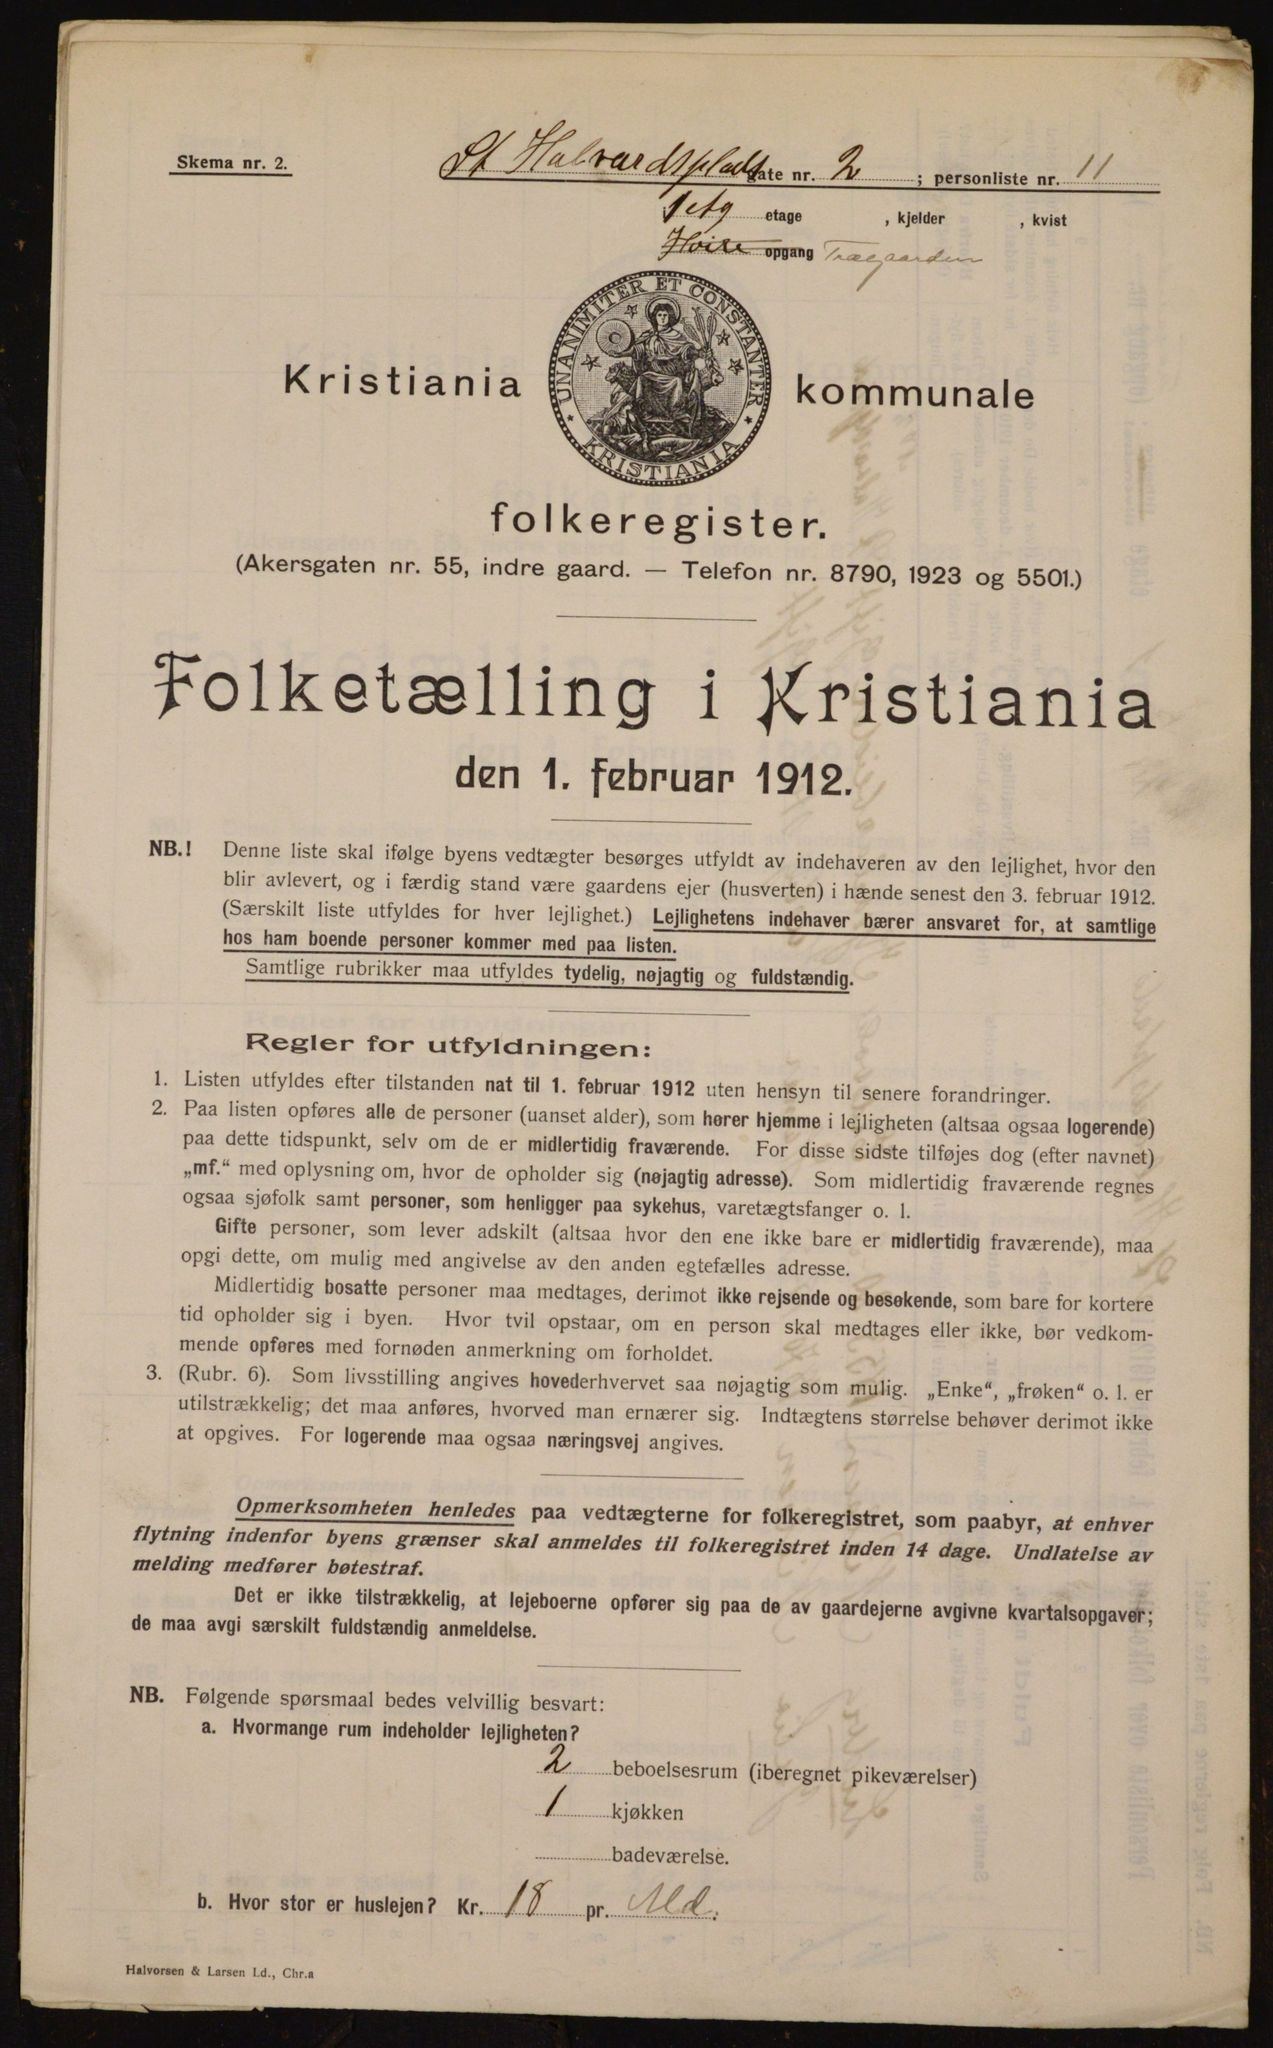 Skema nr. 2.
St Halvardsplads gate nr. 2 ; personliste nr. 11
1 etg etage , kjelder , kvist
Hoire opgang Trægaarden
UNANIMITER ET CONSTANTER
KRISTIANIA
Kristiania kommunale
folkeregister.
(Akersgaten nr. 55, indre gaard. — Telefon nr. 8790, 1923 og 5501.)
Folketælling i Kristiania
den 1. februar 1912.
NB.! Denne liste skal ifølge byens vedtægter besørges utfyldt av indehaveren av den lejlighet, hvor den
blir avlevert, og i færdig stand være gaardens ejer (husverten) i hænde senest den 3. februar 1912.
(Særskilt liste utfyldes for hver lejlighet.) Lejlighetens indehaver bærer ansvaret for, at samtlige
hos ham boende personer kommer med paa listen.
Samtlige rubrikker maa utfyldes tydelig, nøjagtig og fuldstændig.
Regler for utfyldningen:
1. Listen utfyldes efter tilstanden nat til 1. februar 1912 uten hensyn til senere forandringer.
2. Paa listen opføres alle de personer (uanset alder), som hører hjemme i lejligheten (altsaa ogsaa logerende)
paa dette tidspunkt, selv om de er midlertidig fraværende. For disse sidste tilføjes dog (efter navnet)
„mf.“ med oplysning om, hvor de opholder sig (nøjagtig adresse). Som midlertidig fraværende regnes
ogsaa sjøfolk samt personer, som henligger paa sykehus, varetægtsfanger o. l.
Gifte personer, som lever adskilt (altsaa hvor den ene ikke bare er midlertidig fraværende), maa
opgi dette, om mulig med angivelse av den anden egtefælles adresse.
Midlertidig bosatte personer maa medtages, derimot ikke rejsende og besøkende, som bare for kortere
tid opholder sig i byen. Hvor tvil opstaar, om en person skal medtages eller ikke, bør vedkom-
mende opføres med fornøden anmerkning om forholdet.
3. (Rubr. 6). Som livsstilling angives hovederhvervet saa nøjagtig som mulig. „Enke“, „frøken“ o. l. er
utilstrækkelig; det maa anføres, hvorved man ernærer sig. Indtægtens størrelse behøver derimot ikke
at opgives. For logerende maa ogsaa næringsvej angives.
Opmerksomheten henledes paa vedtægterne for folkeregistret, som paabyr, at enhver
flytning indenfor byens grænser skal anmeldes til folkeregistret inden 14 dage. Undlatelse av
melding medfører bøtestraf.
Det er ikke tilstrækkelig, at lejeboerne opfører sig paa de av gaardejerne avgivne kvartalsopgaver;
de maa avgi særskilt fuldstændig anmeldelse.
NB. Følgende spørsmaal bedes velvillig besvart:
a. Hvormange rum indeholder lejligheten?
2 beboelsesrum (iberegnet pikeværelser)
1 kjøkken
badeværelse.
b. Hvor stor er huslejen? Kr. 18 pr. Md.
Halvorsen & Larsen Ld., Chr.a